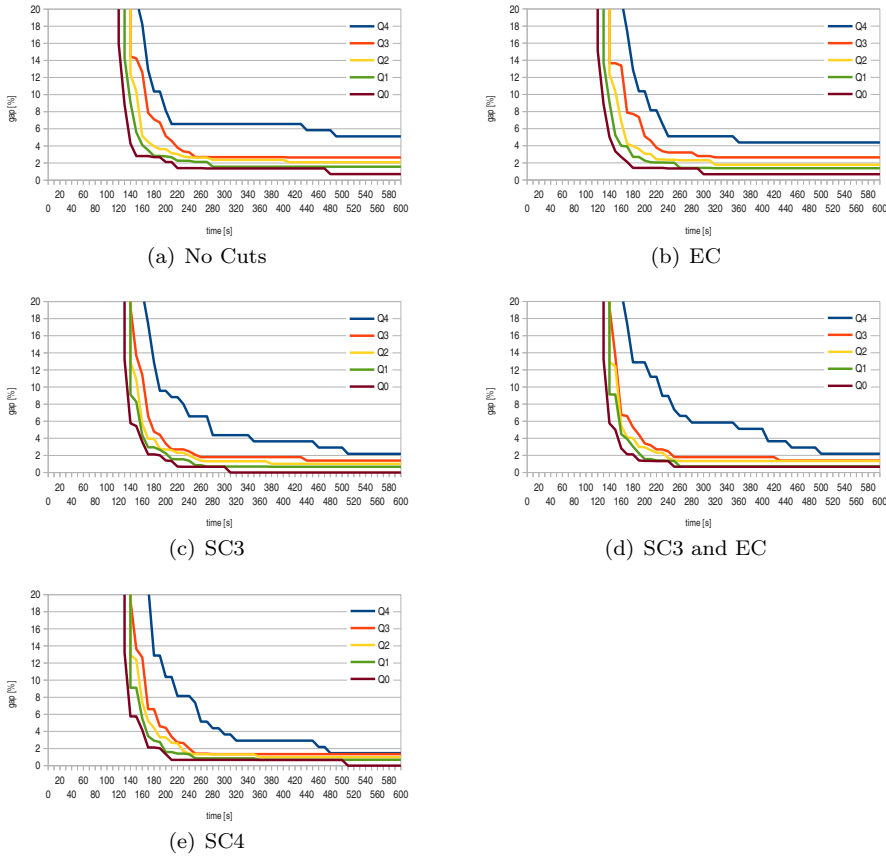 20
18
16
14
12
10
8
6
4
2
0
gap [%]
Q4
Q3
Q2
Q1
Q0
20 60 100 140 180 220 260 300 340 380 420 460 500 540 580
0 40 80 120 160 200 240 280 320 360 400 440 480 520 560 600
time [s]
(a) No Cuts
20
18
16
14
12
10
8
6
4
2
0
gap [%]
Q4
Q3
Q2
Q1
Q0
20 60 100 140 180 220 260 300 340 380 420 460 500 540 580
0 40 80 120 160 200 240 280 320 360 400 440 480 520 560 600
time [s]
(b) EC
20
18
16
14
12
10
8
6
4
2
0
gap [%]
Q4
Q3
Q2
Q1
Q0
20 60 100 140 180 220 260 300 340 380 420 460 500 540 580
0 40 80 120 160 200 240 280 320 360 400 440 480 520 560 600
time [s]
(c) SC3
20
18
16
14
12
10
8
6
4
2
0
gap [%]
Q4
Q3
Q2
Q1
Q0
20 60 100 140 180 220 260 300 340 380 420 460 500 540 580
0 40 80 120 160 200 240 280 320 360 400 440 480 520 560 600
time [s]
(d) SC3 and EC
20
18
16
14
12
10
8
6
4
2
0
gap [%]
Q4
Q3
Q2
Q1
Q0
20 60 100 140 180 220 260 300 340 380 420 460 500 540 580
0 40 80 120 160 200 240 280 320 360 400 440 480 520 560 600
time [s]
(e) SC4